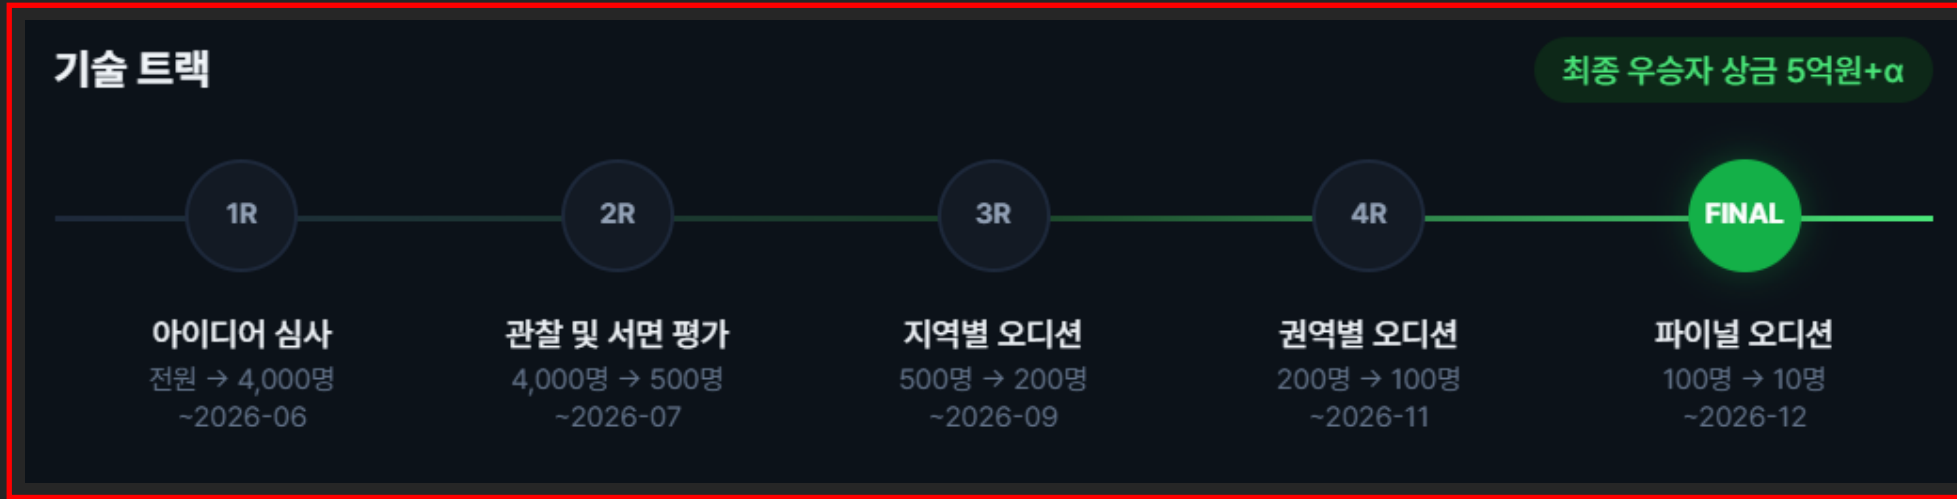 기술 트랙
최종 우승자 상금 5억원+α
1R
2R
3R
4R
FINAL
아이디어 심사
전원 → 4,000명
~2026-06
관찰 및 서면 평가
4,000명 → 500명
~2026-07
지역별 오디션
500명 → 200명
~2026-09
권역별 오디션
200명 → 100명
~2026-11
파이널 오디션
100명 → 10명
~2026-12